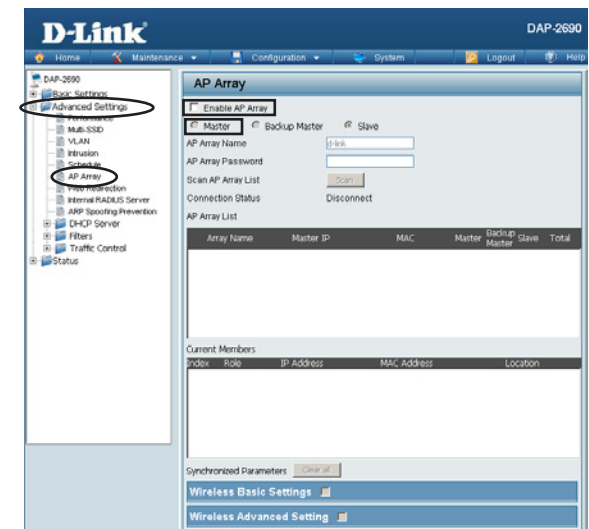 D-Link
DAP-2690
Home Maintenance Configuration System Logout Help
DAP-2690
Basic Settings
Advanced Settings
Performance
Multi-SSID
VLAN
Intrusion
Schedule
AP Array
Web Redirection
Internal RADIUS Server
ARP Spoofing Prevention
DHCP Server
Filters
Traffic Control
Status
AP Array
Enable AP Array
Master Backup Master Slave
AP Array Name d-link
AP Array Password
Scan AP Array List Scan
Connection Status Disconnect
AP Array List
Array Name Master IP MAC Master Backup Master Slave Total
Current Members
Index Role IP Address MAC Address Location
Synchronized Parameters Clear all
Wireless Basic Settings
Wireless Advanced Setting